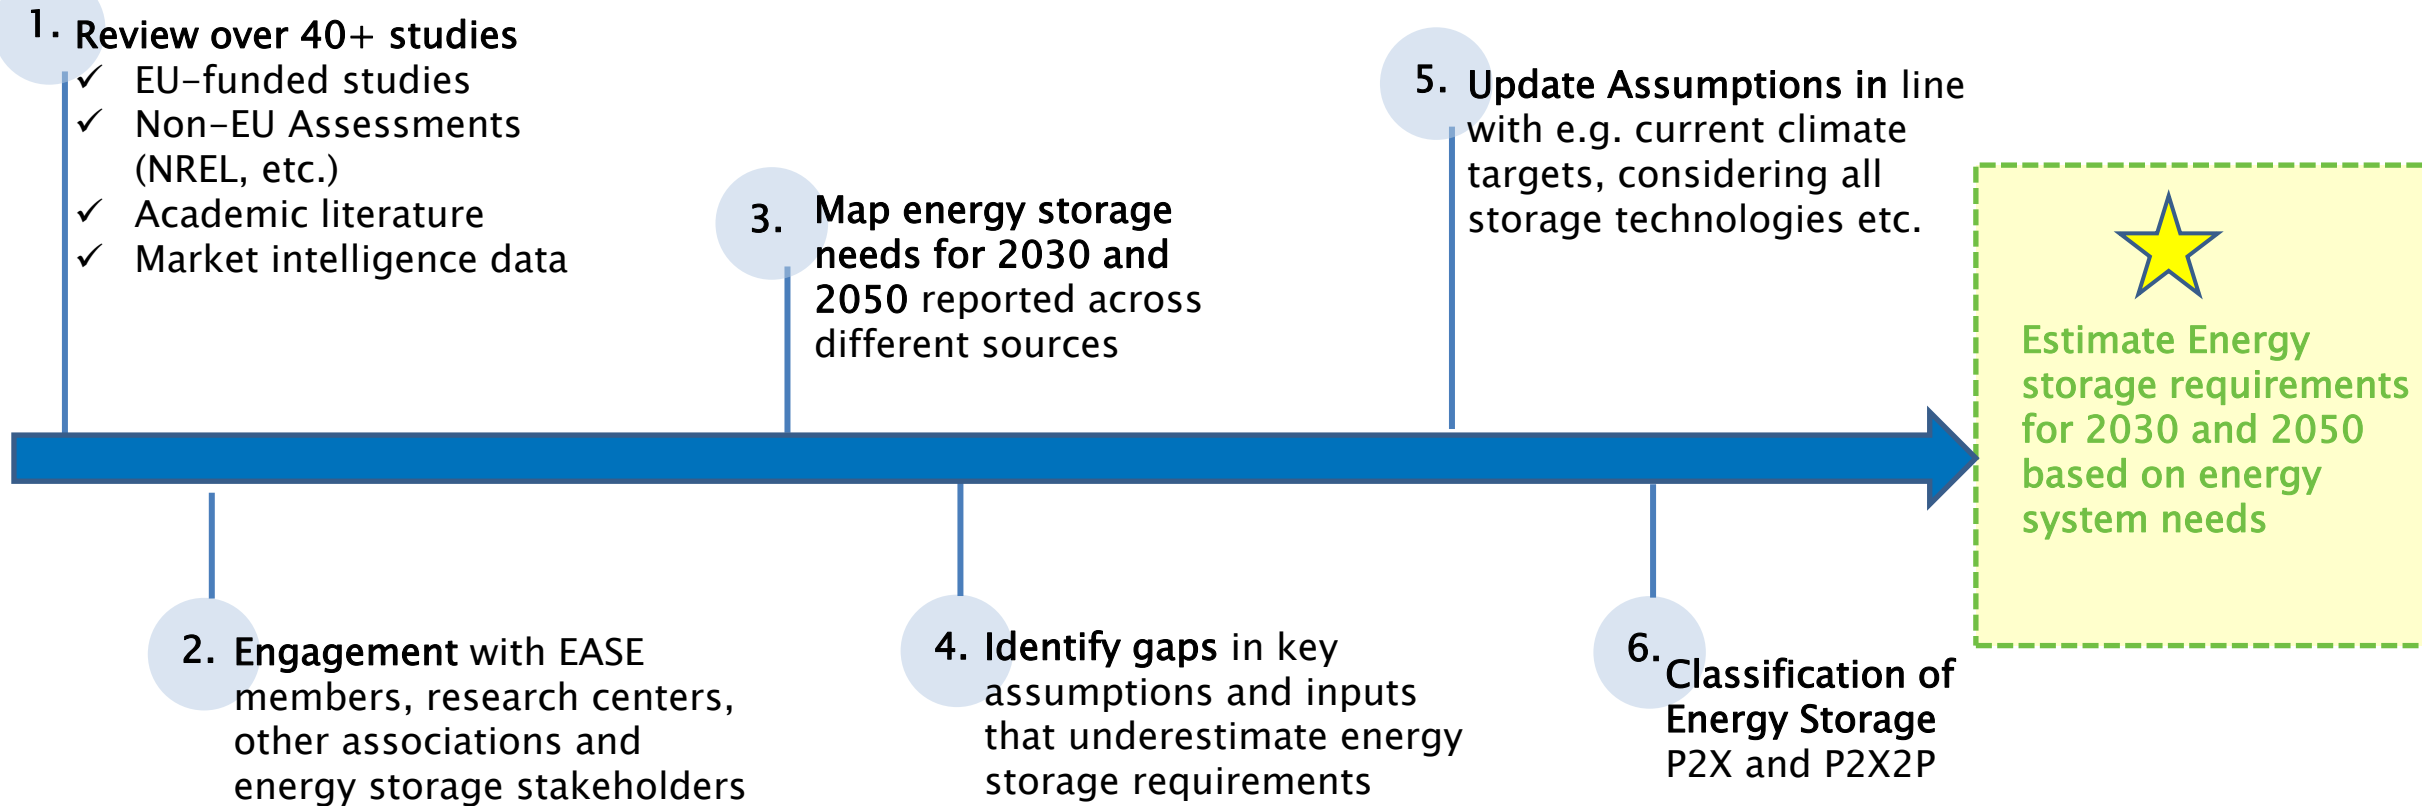 1. Review over 40+ studies
✓ EU-funded studies
✓ Non-EU Assessments
(NREL, etc.)
✓ Academic literature
✓ Market intelligence data
2. Engagement with EASE
members, research centers,
other associations and
energy storage stakeholders
3. Map energy storage
needs for 2030 and
2050 reported across
different sources
4. Identify gaps in key
assumptions and inputs
that underestimate energy
storage requirements
5. Update Assumptions in line
with e.g. current climate
targets, considering all
storage technologies etc.
6. Classification of
Energy Storage
P2X and P2X2P
Estimate Energy
storage requirements
for 2030 and 2050
based on energy
system needs